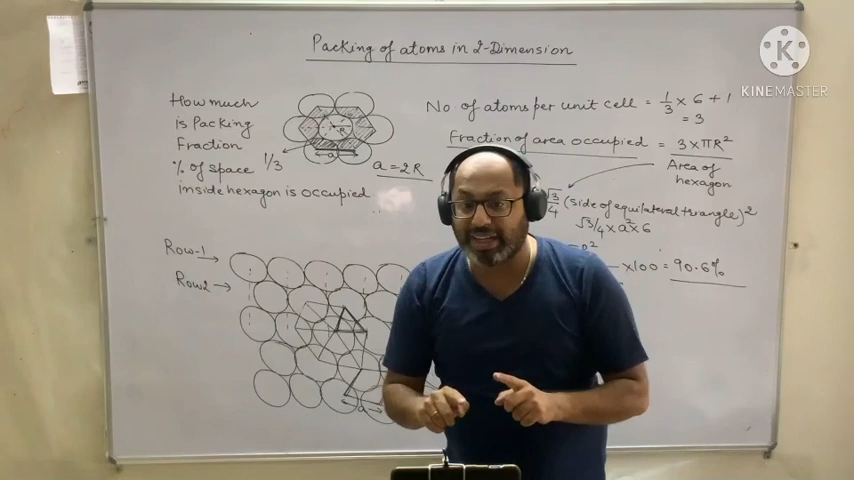 Packing of atoms in 2-Dimension
K
KINEMASTER
How much
is Packing
Fraction
% of space
inside hexagon is occupied
1/3
R
a
a = 2R
No. of atoms per unit cell = 1/3 × 6 + 1
= 3
Fraction of area occupied = 3 × πR²
Area of
hexagon
√3/4 (side of equilateral triangle)²
√3/4 × a² × 6
R²
× 100 = 90.6%
Row-1
Row2
a